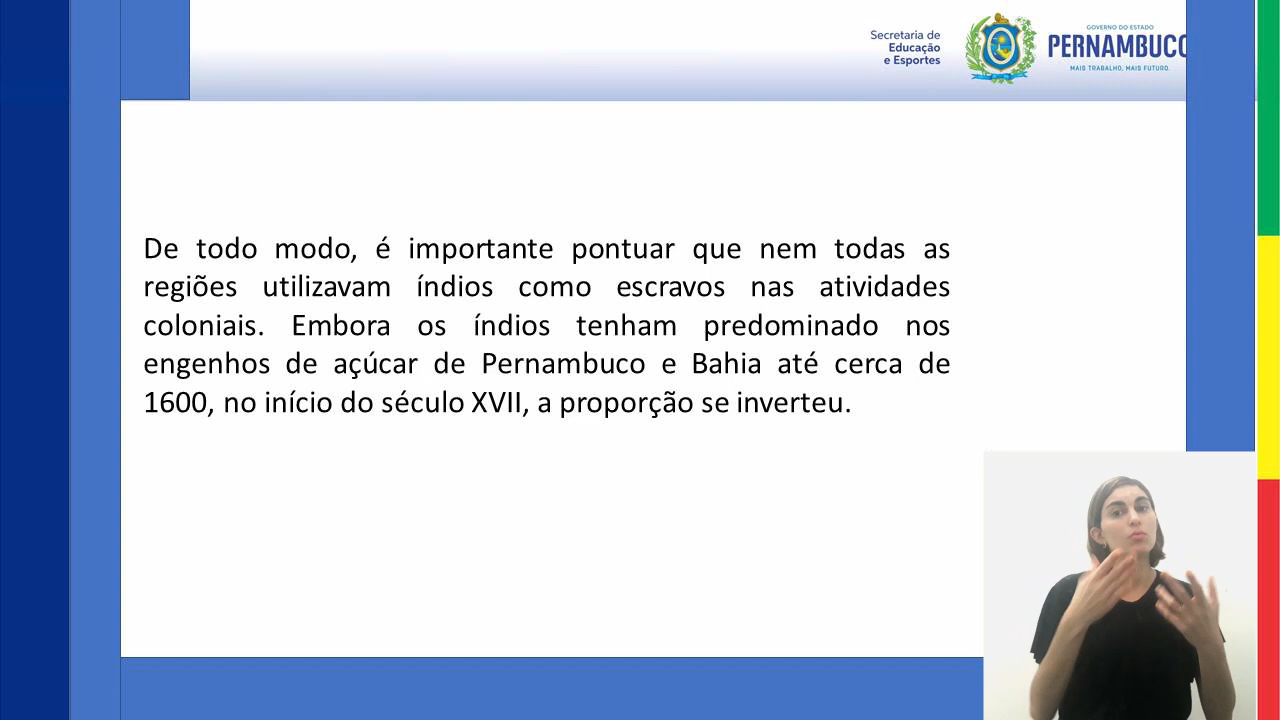 Secretaria de
Educação
e Esportes
GOVERNO DO ESTADO
PERNAMBUCO
MAIS TRABALHO, MAIS FUTURO.
De todo modo, é importante pontuar que nem todas as
regiões utilizavam índios como escravos nas atividades
coloniais. Embora os índios tenham predominado nos
engenhos de açúcar de Pernambuco e Bahia até cerca de
1600, no início do século XVII, a proporção se inverteu.